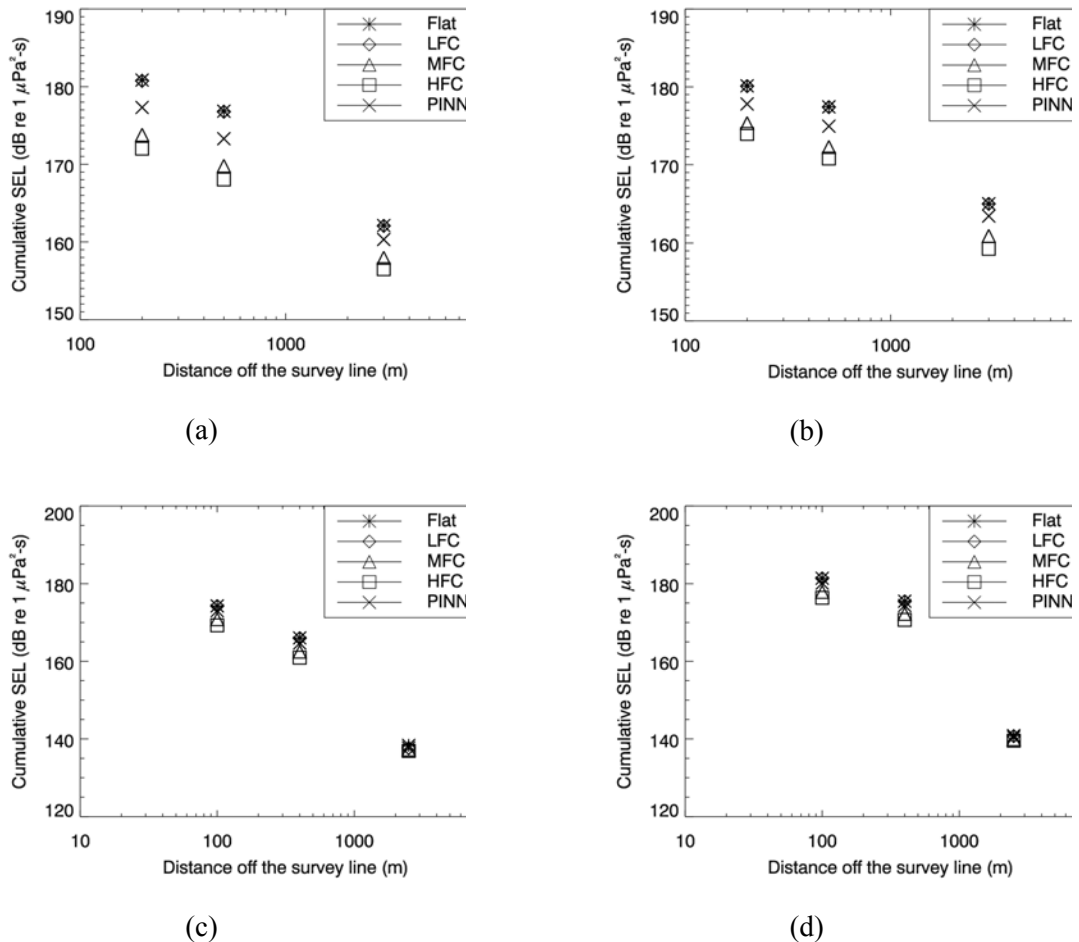 190
180
170
160
150
Cumulative SEL (dB re 1 µPa²-s)
Flat
LFC
MFC
HFC
PINN
100
1000
Distance off the survey line (m)
(a)
190
180
170
160
150
Cumulative SEL (dB re 1 µPa²-s)
Flat
LFC
MFC
HFC
PINN
100
1000
Distance off the survey line (m)
(b)
200
180
160
140
120
Cumulative SEL (dB re 1 µPa²-s)
Flat
LFC
MFC
HFC
PINN
10
100
1000
Distance off the survey line (m)
(c)
200
180
160
140
120
Cumulative SEL (dB re 1 µPa²-s)
Flat
LFC
MFC
HFC
PINN
10
100
1000
Distance off the survey line (m)
(d)